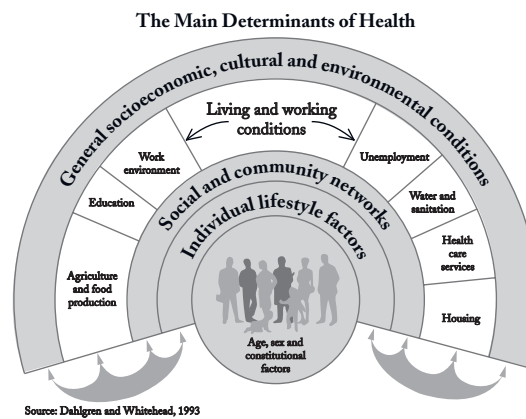 The Main Determinants of Health
General socioeconomic, cultural and environmental conditions
Living and working
conditions
Work
environment
Unemployment
Education
Water and
sanitation
Social and community networks
Individual lifestyle factors
Agriculture
and food
production
Health
care
services
Housing
Age, sex and
constitutional
factors
Source: Dahlgren and Whitehead, 1993